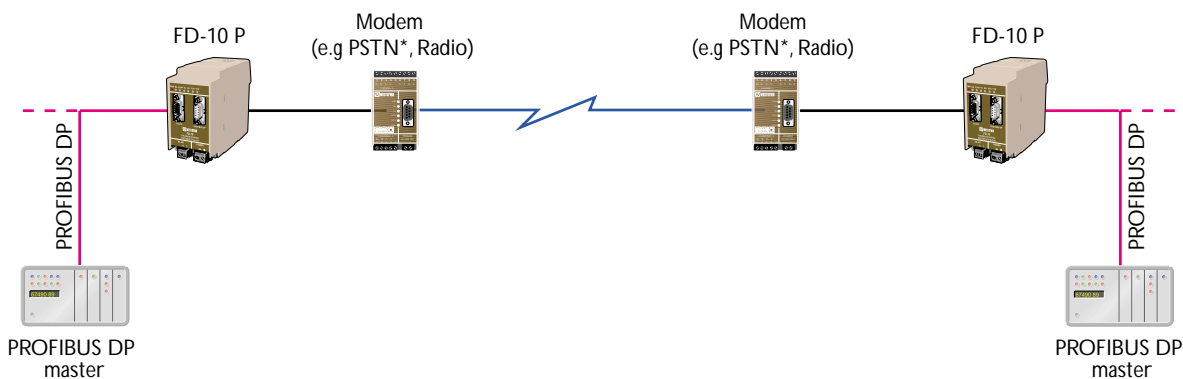 Modem
(e.g PSTN*, Radio)
Modem
(e.g PSTN*, Radio)
FD-10 P
FD-10 P
PROFIBUS DP
PROFIBUS DP
PROFIBUS DP
master
PROFIBUS DP
master